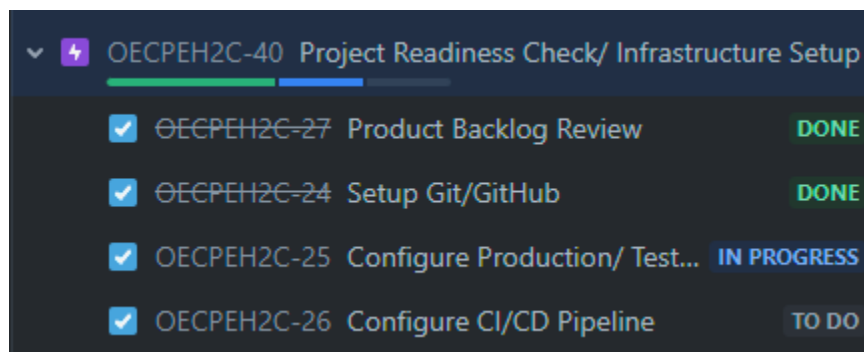 OECPEH2C-40 Project Readiness Check/ Infrastructure Setup
OECPEH2C-27 Product Backlog Review DONE
OECPEH2C-24 Setup Git/GitHub DONE
OECPEH2C-25 Configure Production/ Test... IN PROGRESS
OECPEH2C-26 Configure CI/CD Pipeline TO DO